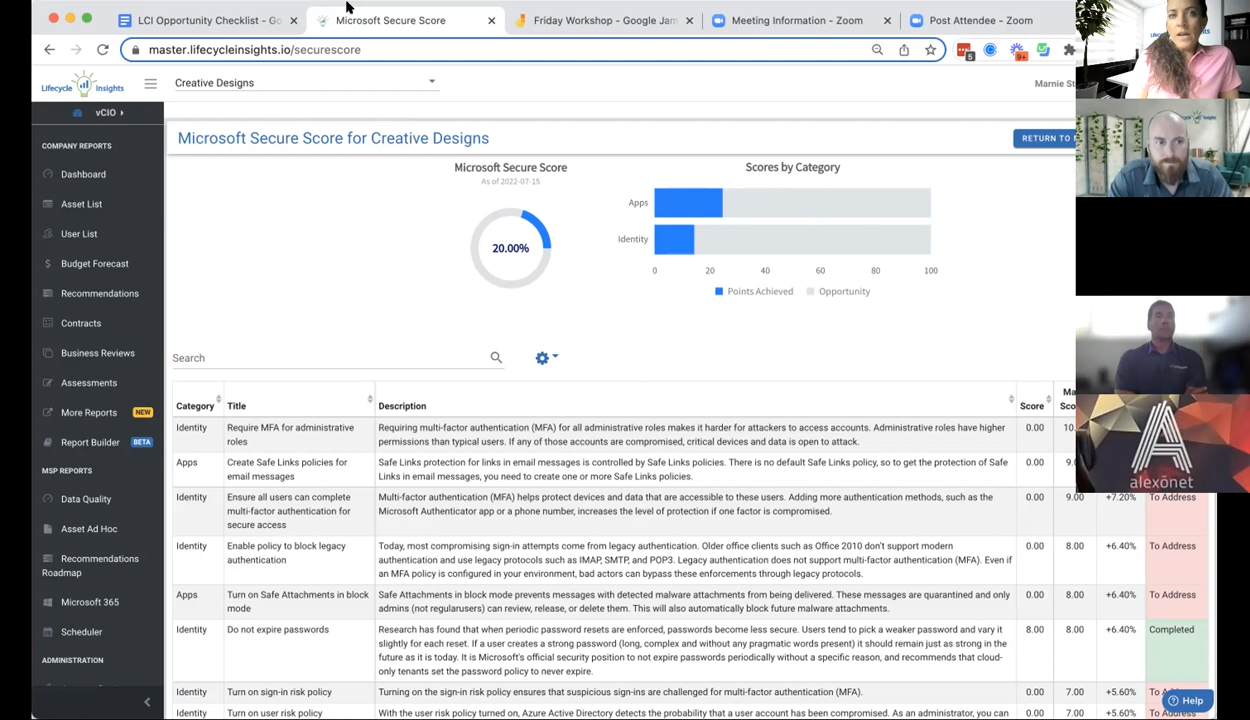 LCI Opportunity Checklist - Go
Microsoft Secure Score
Friday Workshop - Google Jam
Meeting Information - Zoom
Post Attendee - Zoom
master.lifecycleinsights.io/securescore
5
9+
Lifecycle Insights
Creative Designs
Marnie St
vCIO
COMPANY REPORTS
Dashboard
Asset List
User List
Budget Forecast
Recommendations
Contracts
Business Reviews
Assessments
More Reports NEW
Report Builder BETA
MSP REPORTS
Data Quality
Asset Ad Hoc
Recommendations
Roadmap
Microsoft 365
Scheduler
ADMINISTRATION
Microsoft Secure Score for Creative Designs
RETURN TO
Microsoft Secure Score
As of 2022-07-15
20.00%
Scores by Category
Apps
Identity
0 20 40 60 80 100
Points Achieved Opportunity
Search
Category Title Description Score Ma
Sco
Identity Require MFA for administrative Requiring multi-factor authentication (MFA) for all administrative roles makes it harder for attackers to access accounts. Administrative roles have higher 0.00 10.
roles permissions than typical users. If any of those accounts are compromised, critical devices and data is open to attack.
Apps Create Safe Links policies for Safe Links protection for links in email messages is controlled by Safe Links policies. There is no default Safe Links policy, so to get the protection of Safe 0.00 9.0
email messages Links in email messages, you need to create one or more Safe Links policies.
Identity Ensure all users can complete Multi-factor authentication (MFA) helps protect devices and data that are accessible to these users. Adding more authentication methods, such as the 0.00 9.00 +7.20% To Address
multi-factor authentication for Microsoft Authenticator app or a phone number, increases the level of protection if one factor is compromised.
secure access
Identity Enable policy to block legacy Today, most compromising sign-in attempts come from legacy authentication. Older office clients such as Office 2010 don't support modern 0.00 8.00 +6.40% To Address
authentication authentication and use legacy protocols such as IMAP, SMTP, and POP3. Legacy authentication does not support multi-factor authentication (MFA). Even if
an MFA policy is configured in your environment, bad actors can bypass these enforcements through legacy protocols.
Apps Turn on Safe Attachments in block Safe Attachments in block mode prevents messages with detected malware attachments from being delivered. These messages are quarantined and only 0.00 8.00 +6.40% To Address
mode admins (not regularusers) can review, release, or delete them. This will also automatically block future malware attachments.
Identity Do not expire passwords Research has found that when periodic password resets are enforced, passwords become less secure. Users tend to pick a weaker password and vary it 8.00 8.00 +6.40% Completed
slightly for each reset. If a user creates a strong password (long, complex and without any pragmatic words present) it should remain just as strong in the
future as it is today. It is Microsoft's official security position to not expire passwords periodically without a specific reason, and recommends that cloud-
only tenants set the password policy to never expire.
Identity Turn on sign-in risk policy Turning on the sign-in risk policy ensures that suspicious sign-ins are challenged for multi-factor authentication (MFA). 0.00 7.00 +5.60% To
Identity Turn on user risk policy With the user risk policy turned on, Azure Active Directory detects the probability that a user account has been compromised. As an administrator, you can 0.00 7.00 +5.60% To
Help
alexonet